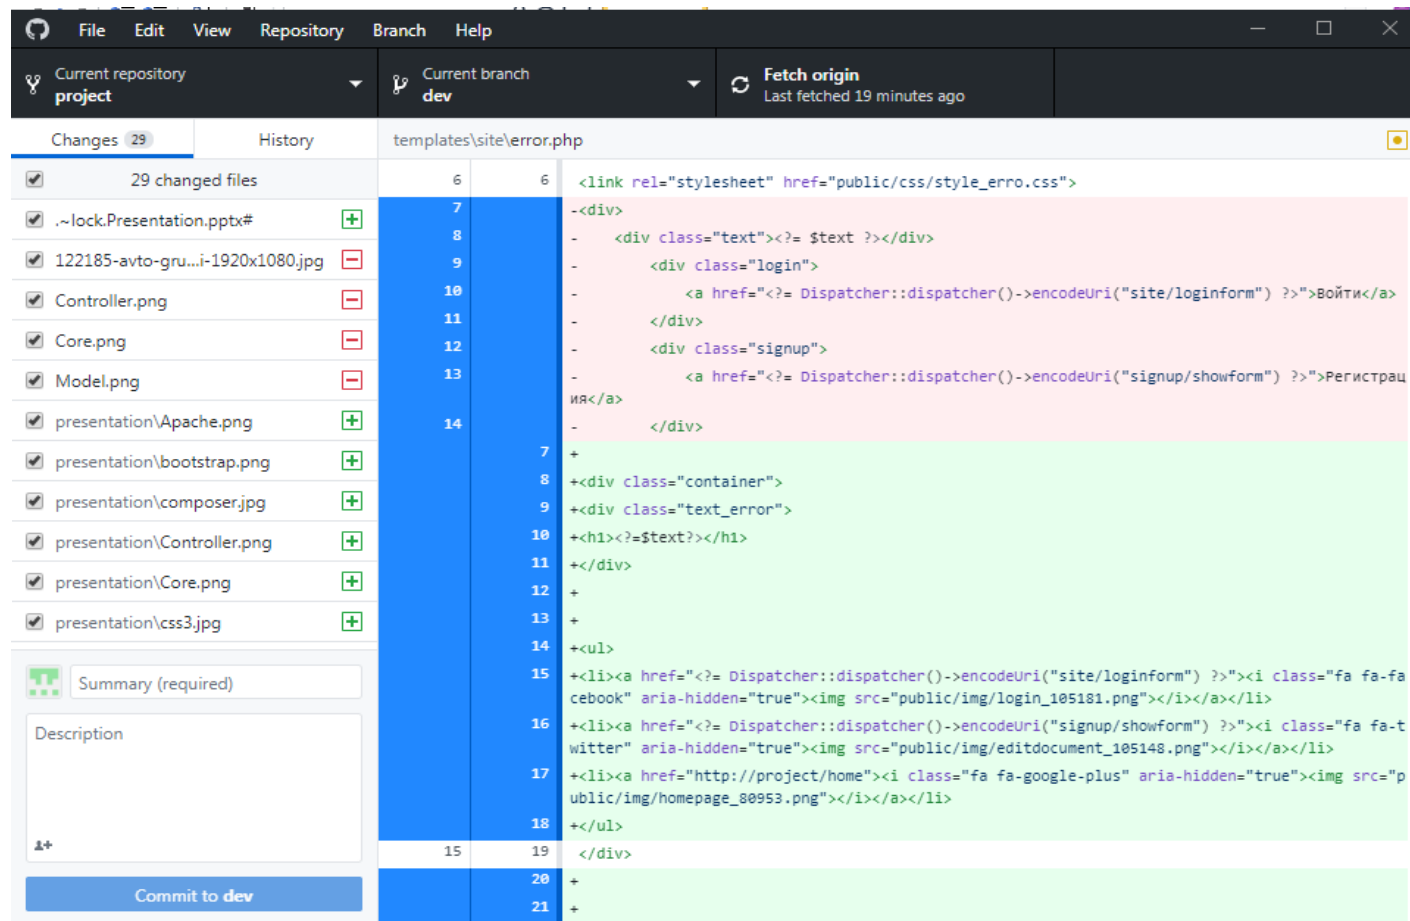 File Edit View Repository Branch Help
Current repository
project
Current branch
dev
Fetch origin
Last fetched 19 minutes ago
Changes 29
History
templates\site\error.php
29 changed files
.~lock.Presentation.pptx#
122185-avto-gru...i-1920x1080.jpg
Controller.png
Core.png
Model.png
presentation\Apache.png
presentation\bootstrap.png
presentation\composer.jpg
presentation\Controller.png
presentation\Core.png
presentation\css3.jpg
Summary (required)
Description
Commit to dev
6 6 <link rel="stylesheet" href="public/css/style_erro.css">
7 -<div>
8 - <div class="text"><?= $text ?></div>
9 - <div class="login">
10 - <a href="<?= Dispatcher::dispatcher()->encodeUri("site/loginform") ?>">Войти</a>
11 - </div>
12 - <div class="signup">
13 - <a href="<?= Dispatcher::dispatcher()->encodeUri("signup/showform") ?>">Регистрац
ия</a>
14 - </div>
7 +
8 +<div class="container">
9 +<div class="text_error">
10 +<h1><?=$text?></h1>
11 +</div>
12 +
13 +
14 +<ul>
15 +<li><a href="<?= Dispatcher::dispatcher()->encodeUri("site/loginform") ?>"><i class="fa fa-fa
cebook" aria-hidden="true"><img src="public/img/login_105181.png"></i></a></li>
16 +<li><a href="<?= Dispatcher::dispatcher()->encodeUri("signup/showform") ?>"><i class="fa fa-t
witter" aria-hidden="true"><img src="public/img/editdocument_105148.png"></i></a></li>
17 +<li><a href="http://project/home"><i class="fa fa-google-plus" aria-hidden="true"><img src="p
ublic/img/homepage_80953.png"></i></a></li>
18 +</ul>
15 19 </div>
20 +
21 +